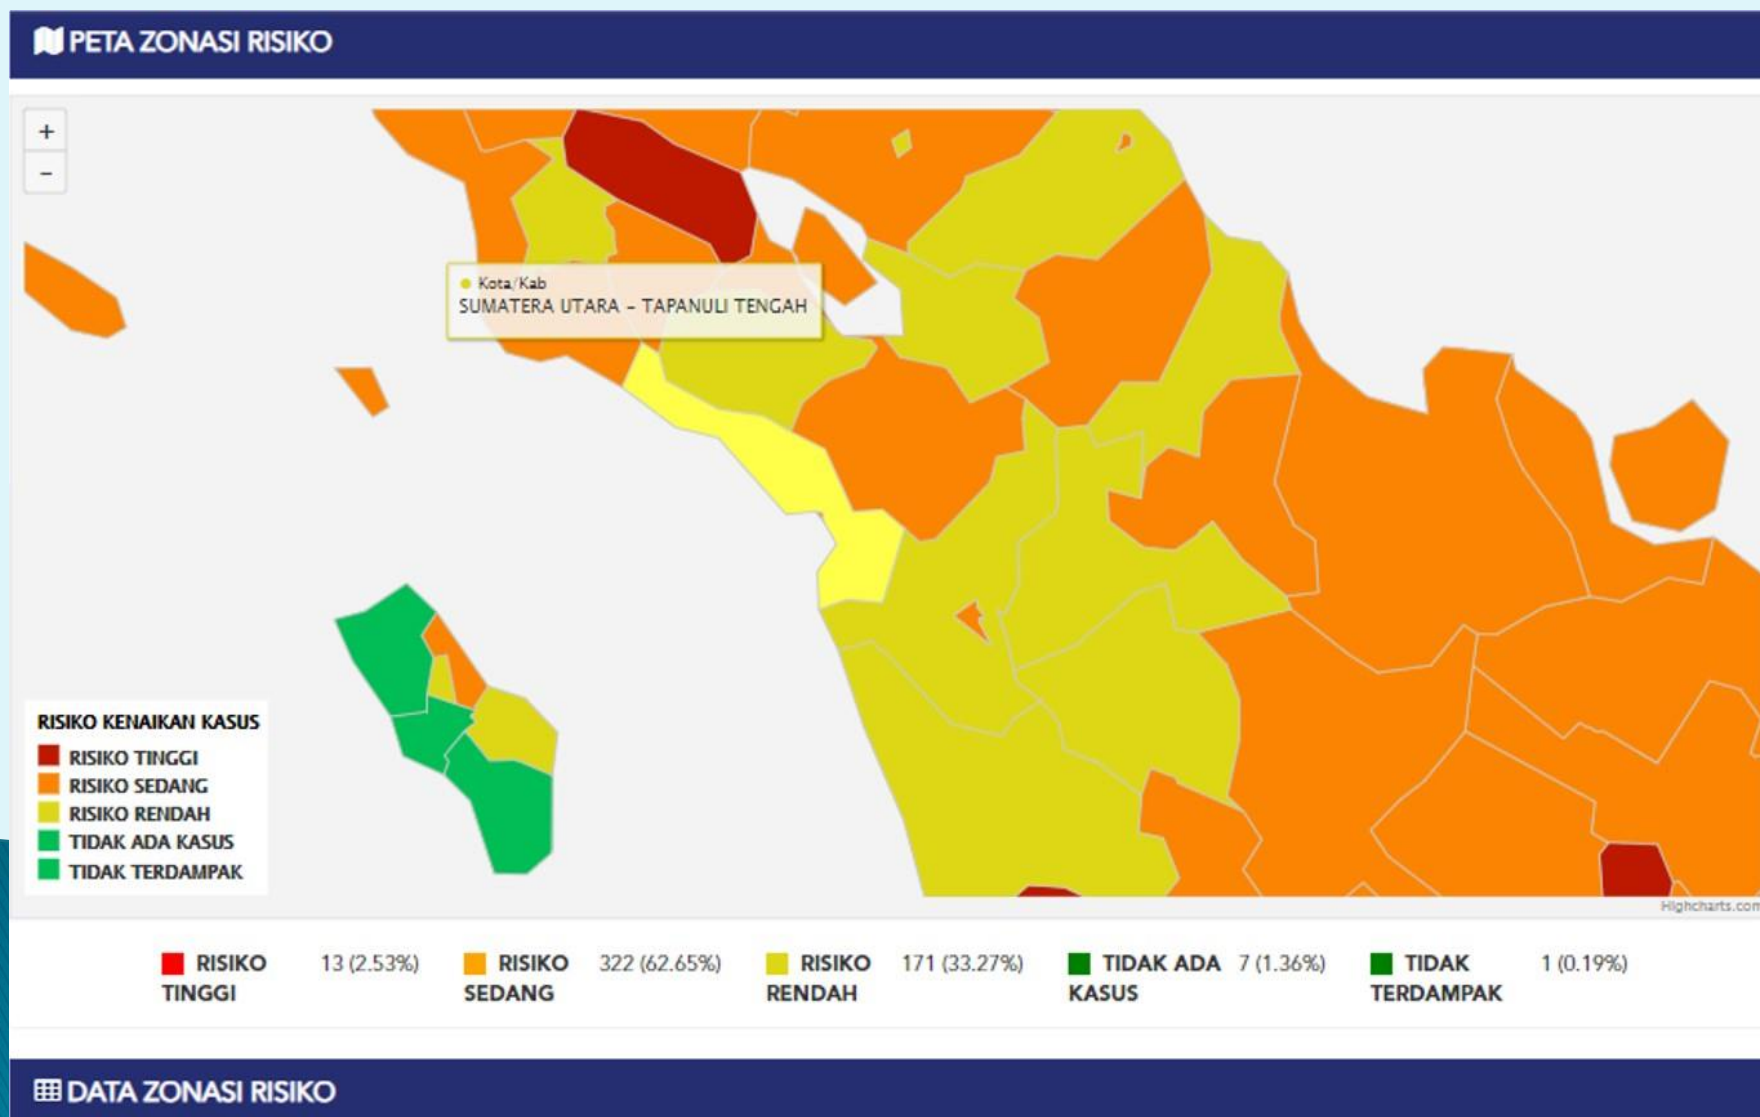 PETA ZONASI RISIKO
+
−
Kota/Kab
SUMATERA UTARA – TAPANULI TENGAH
RISIKO KENAIKAN KASUS
RISIKO TINGGI
RISIKO SEDANG
RISIKO RENDAH
TIDAK ADA KASUS
TIDAK TERDAMPAK
Highcharts.com
RISIKO TINGGI 13 (2.53%)
RISIKO SEDANG 322 (62.65%)
RISIKO RENDAH 171 (33.27%)
TIDAK ADA KASUS 7 (1.36%)
TIDAK TERDAMPAK 1 (0.19%)
DATA ZONASI RISIKO